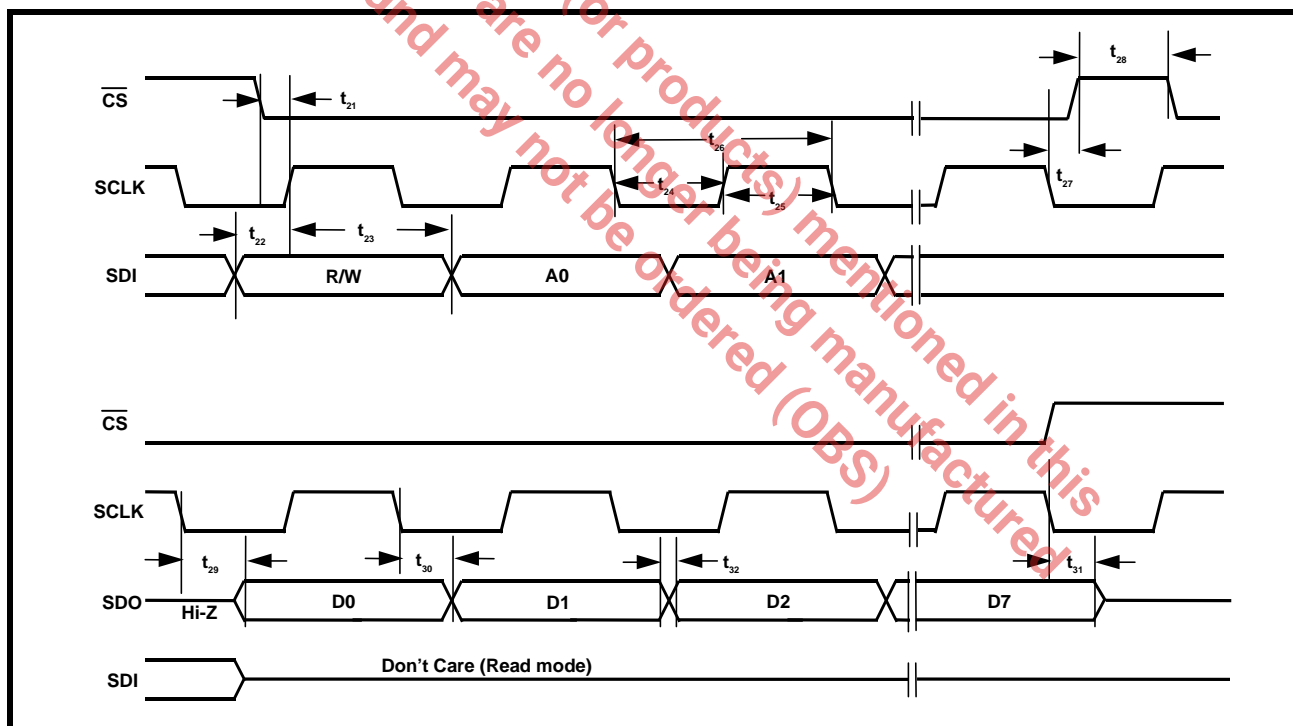 (or products) mentioned in this
are no longer being manufactured
and may not be ordered (OBS)
t28
CS
t21
t26
SCLK
t24
t25
t27
t22
t23
SDI
R/W
A0
A1
CS
SCLK
t29
t30
t32
t31
SDO
Hi-Z
D0
D1
D2
D7
Don't Care (Read mode)
SDI